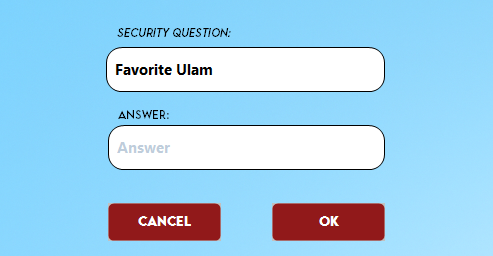 SECURITY QUESTION:
Favorite Ulam
ANSWER:
Answer
CANCEL OK